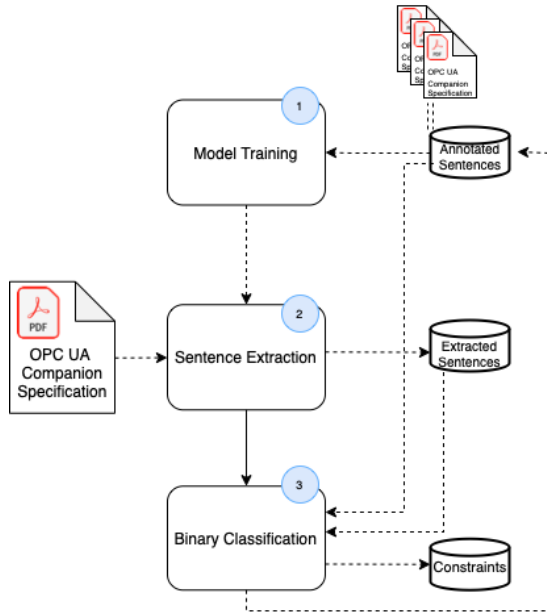 PDF
OPC UA
Companion
Specification
1
Model Training
Annotated
Sentences
PDF
OPC UA
Companion
Specification
2
Sentence Extraction
Extracted
Sentences
3
Binary Classification
Constraints